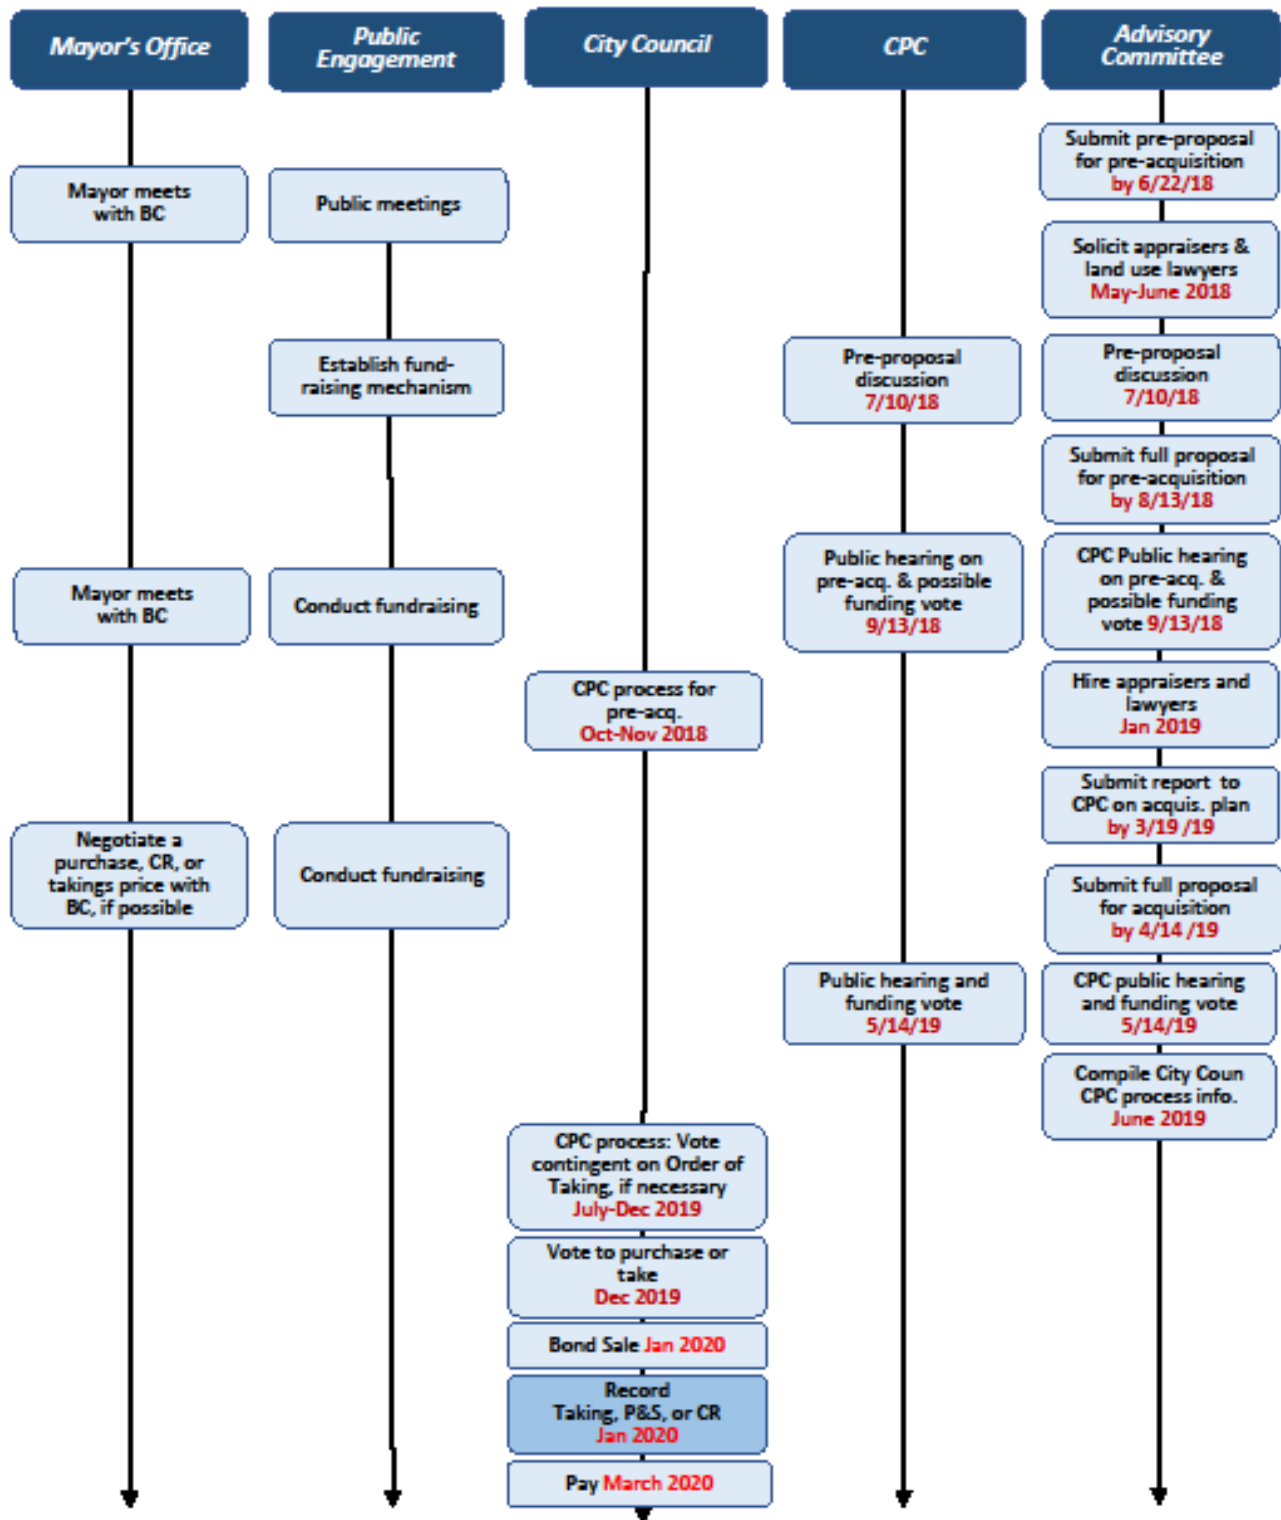 Mayor's Office
Public
Engagement
City Council
CPC
Advisory
Committee
Mayor meets
with BC
Negotiate a
purchase, CR, or
takings price with
BC, if possible
Mayor meets
with BC
Public meetings
Establish fund-
raising mechanism
Conduct fundraising
Conduct fundraising
CPC process for
pre-acq.
Oct-Nov 2018
CPC process: Vote
contingent on Order of
Taking, if necessary
July-Dec 2019
Vote to purchase or
take
Dec 2019
Bond Sale Jan 2020
Record
Taking, P&S, or CR
Jan 2020
Pay March 2020
Pre-proposal
discussion
7/10/18
Public hearing on
pre-acq. & possible
funding vote
9/13/18
Public hearing and
funding vote
5/14/19
Submit pre-proposal
for pre-acquisition
by 6/22/18
Solicit appraisers &
land use lawyers
May-June 2018
Pre-proposal
discussion
7/10/18
Submit full proposal
for pre-acquisition
by 8/13/18
CPC Public hearing
on pre-acq. &
possible funding
vote 9/13/18
Hire appraisers and
lawyers
Jan 2019
Submit report to
CPC on acquis. plan
by 3/19 /19
Submit full proposal
for acquisition
by 4/14 /19
CPC public hearing
and funding vote
5/14/19
Compile City Coun
CPC process info.
June 2019